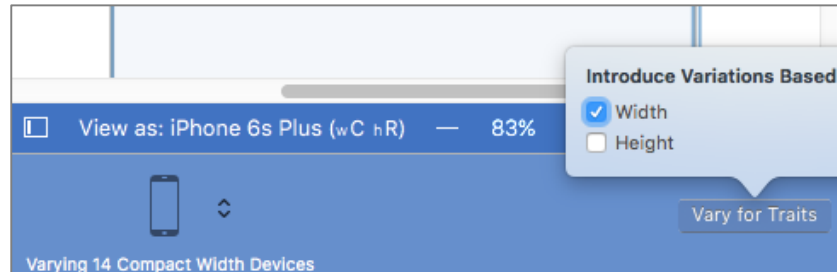 Introduce Variations Based
Width
Height
View as: iPhone 6s Plus (wC hR) — 83%
Vary for Traits
Varying 14 Compact Width Devices